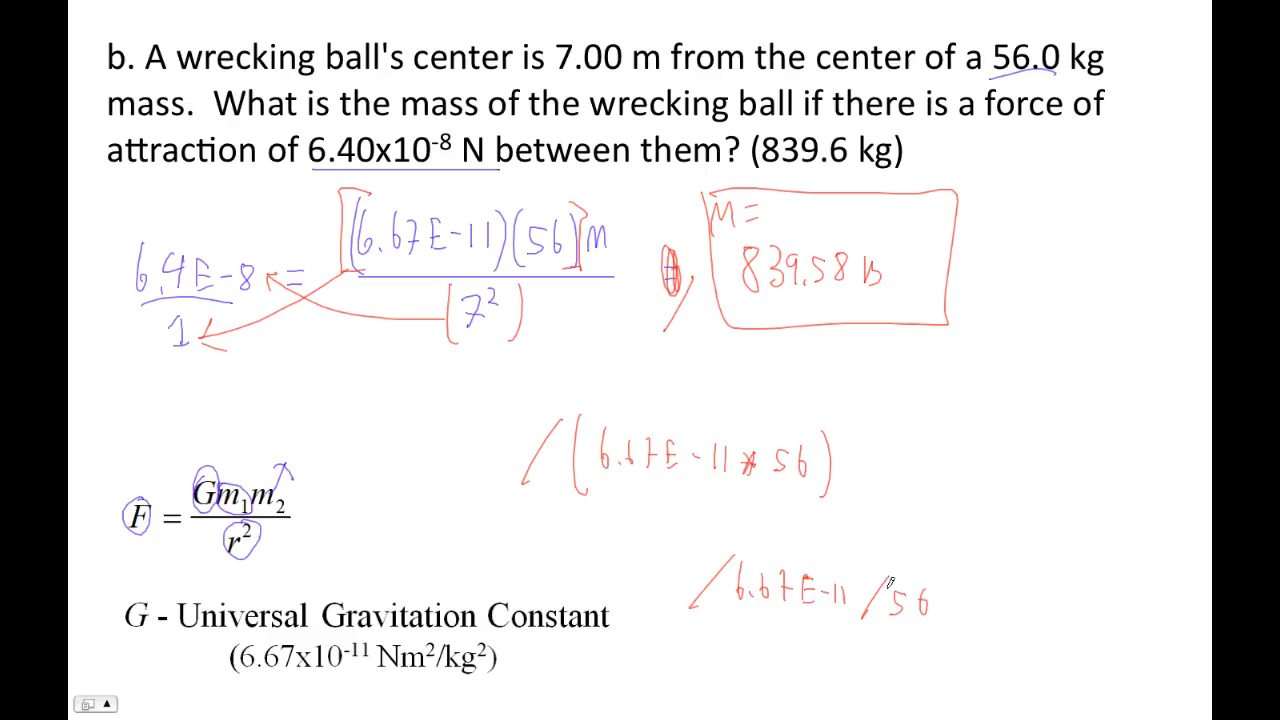 b. A wrecking ball's center is 7.00 m from the center of a 56.0 kg
mass. What is the mass of the wrecking ball if there is a force of
attraction of 6.40x10⁻⁸ N between them? (839.6 kg)
6.4E-8 / 1 = [(6.67E-11)(56)]m / (7²)
M =
839.58
/(6.67E-11 * 56)
F = Gm₁m₂ / r²
/6.67E-11 /56
G - Universal Gravitation Constant
(6.67x10⁻¹¹ Nm²/kg²)